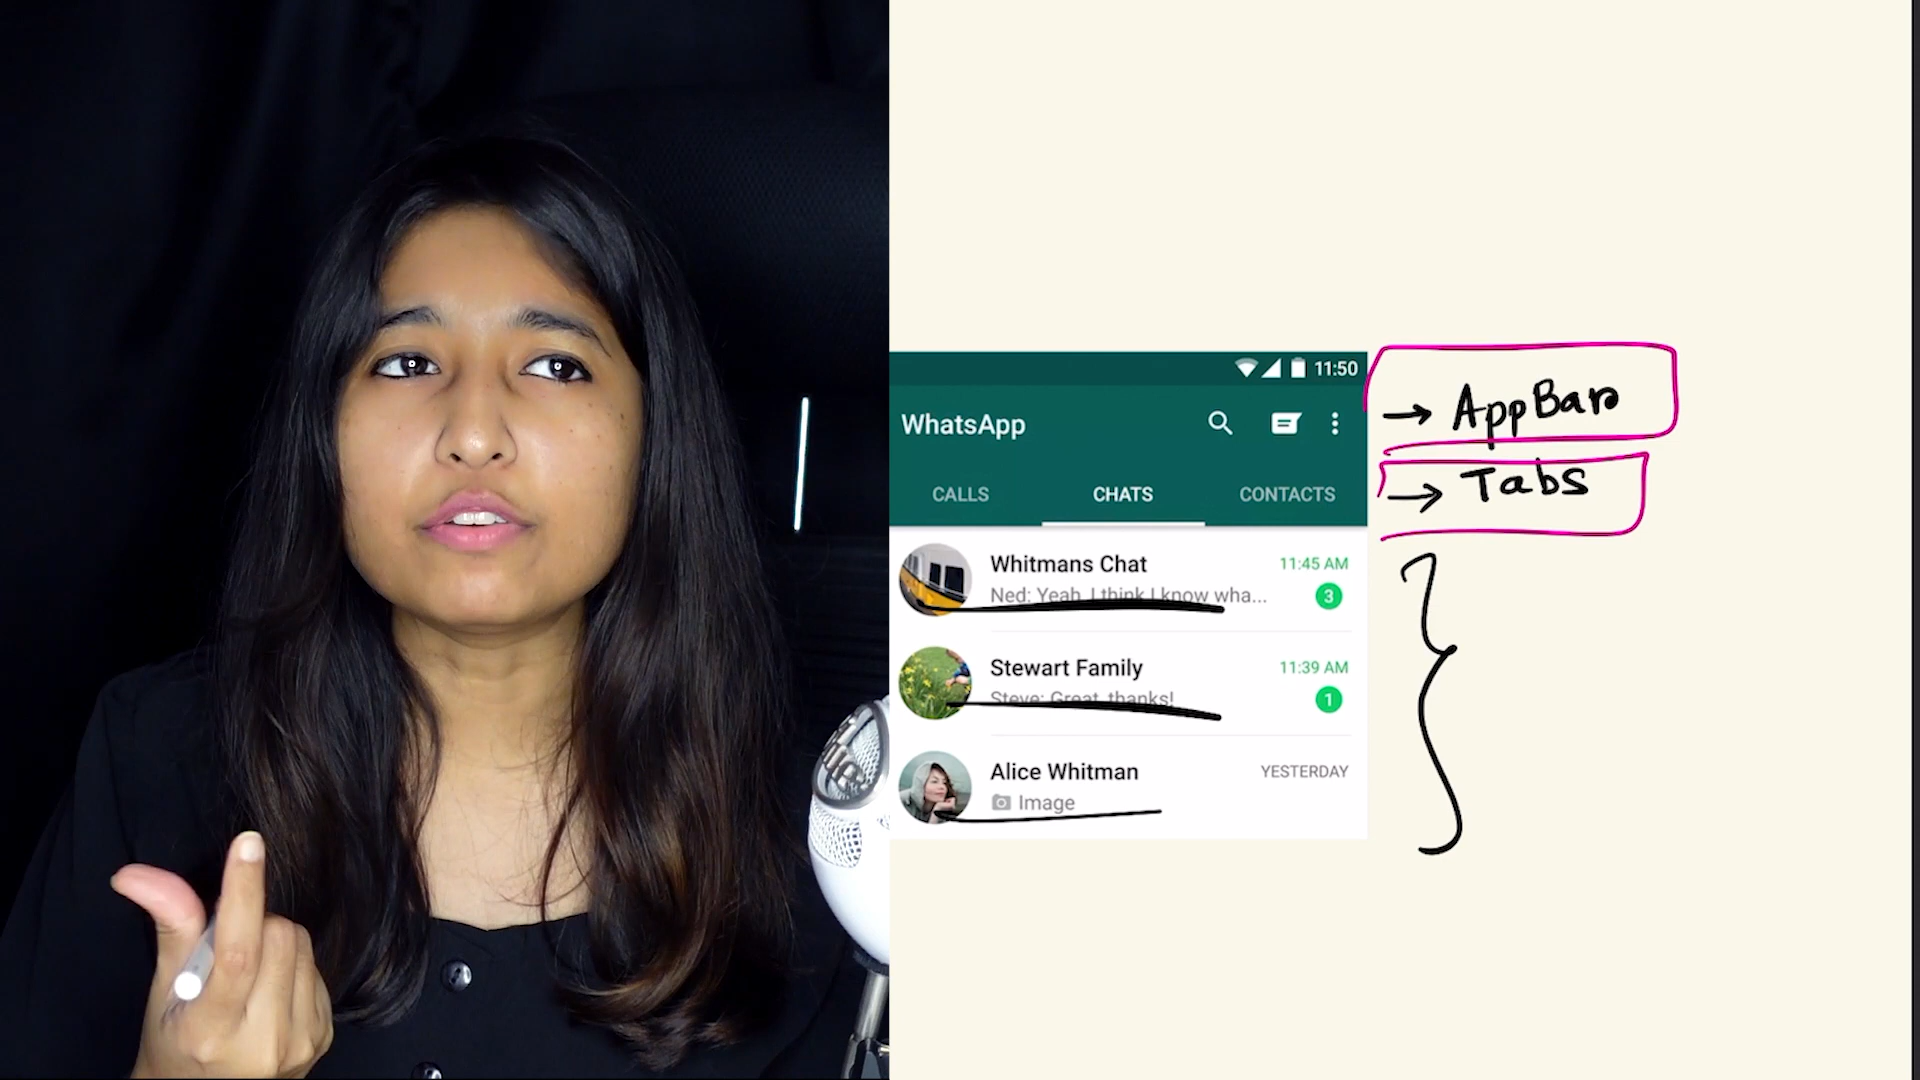 11:50
WhatsApp
→ AppBar
CALLS CHATS CONTACTS
→ Tabs
Whitmans Chat 11:45 AM
Ned: Yeah, I think I know wha... 3
Stewart Family 11:39 AM
Steve: Great, thanks! 1
Alice Whitman YESTERDAY
Image